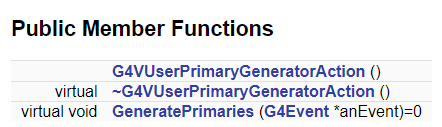 Public Member Functions
G4VUserPrimaryGeneratorAction ()
virtual ~G4VUserPrimaryGeneratorAction ()
virtual void GeneratePrimaries (G4Event *anEvent)=0